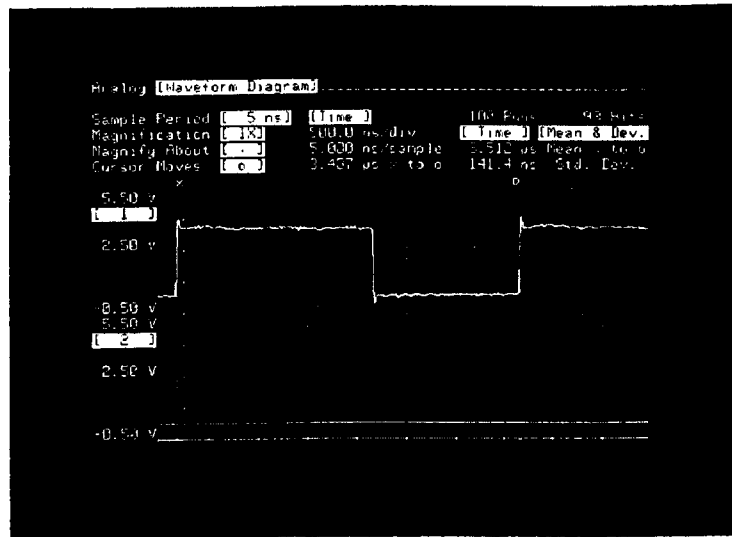 Analog [Waveform Diagram]
Sample Period [ 5 ns] [Time ] 100 Runs
Magnification [ 1X] 500.0 ns/div [ Time ] [Mean & Dev.
Magnify About [ . ] 5.000 ns/sample Mean
Cursor Moves [ o ] to o 141.4 ns Std. Dev.
x o
5.50 V
[ 1 ]
2.50 V
-0.50 V
5.50 V
[ 2 ]
2.50 V
-0.50 V